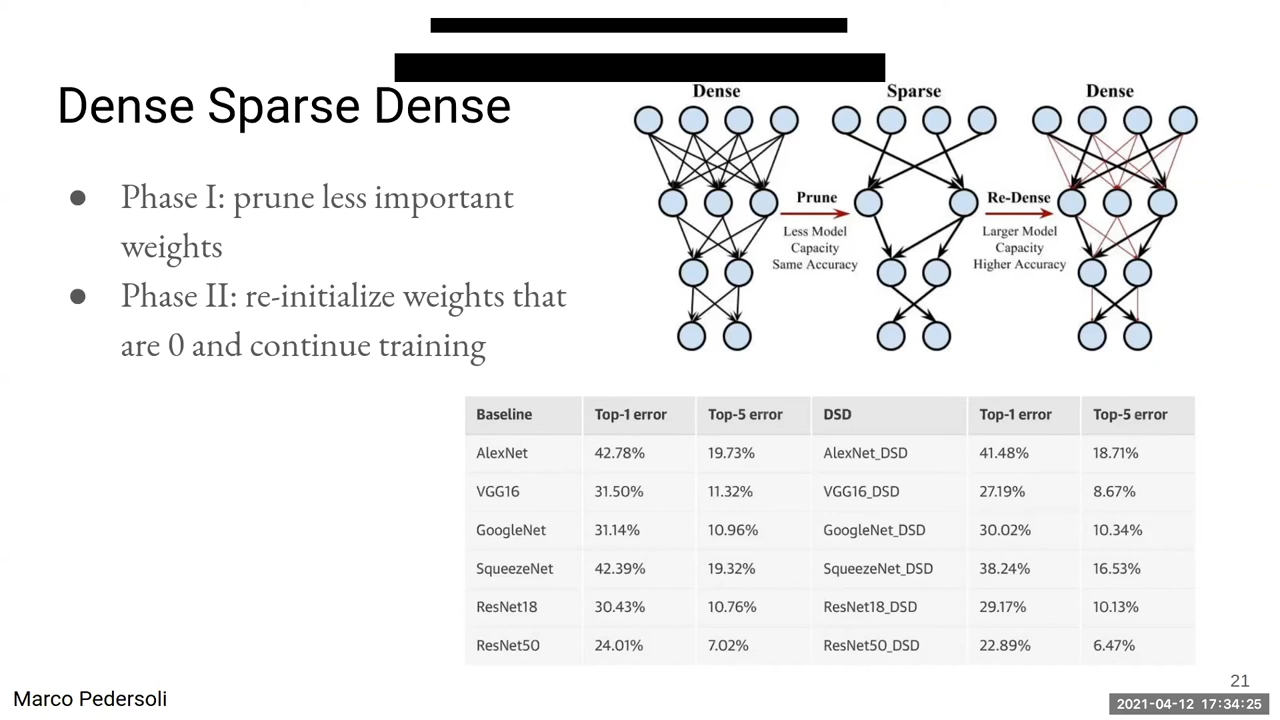 Dense Sparse Dense
● Phase I: prune less important
weights
● Phase II: re-initialize weights that
are 0 and continue training
Dense Sparse Dense
Prune
Less Model
Capacity
Same Accuracy
Re-Dense
Larger Model
Capacity
Higher Accuracy
Baseline Top-1 error Top-5 error DSD Top-1 error Top-5 error
AlexNet 42.78% 19.73% AlexNet_DSD 41.48% 18.71%
VGG16 31.50% 11.32% VGG16_DSD 27.19% 8.67%
GoogleNet 31.14% 10.96% GoogleNet_DSD 30.02% 10.34%
SqueezeNet 42.39% 19.32% SqueezeNet_DSD 38.24% 16.53%
ResNet18 30.43% 10.76% ResNet18_DSD 29.17% 10.13%
ResNet50 24.01% 7.02% ResNet50_DSD 22.89% 6.47%
21
Marco Pedersoli
2021-04-12 17:34:25